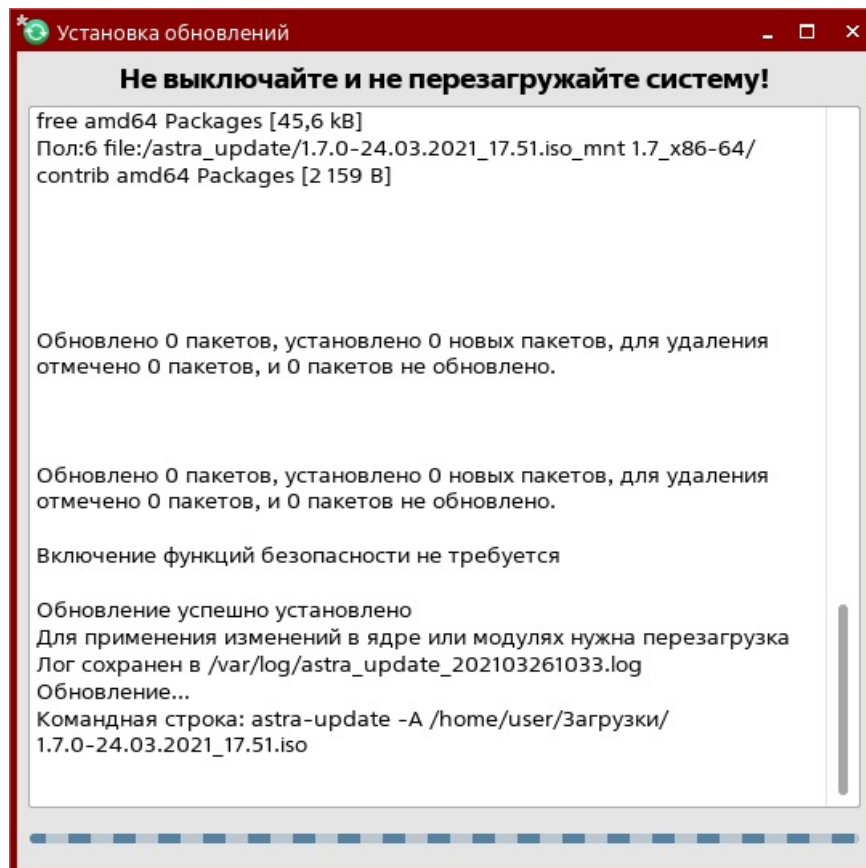 Установка обновлений
Не выключайте и не перезагружайте систему!
free amd64 Packages [45,6 kB]
Пол:6 file:/astra_update/1.7.0-24.03.2021_17.51.iso_mnt 1.7_x86-64/
contrib amd64 Packages [2 159 B]
Обновлено 0 пакетов, установлено 0 новых пакетов, для удаления
отмечено 0 пакетов, и 0 пакетов не обновлено.
Обновлено 0 пакетов, установлено 0 новых пакетов, для удаления
отмечено 0 пакетов, и 0 пакетов не обновлено.
Включение функций безопасности не требуется
Обновление успешно установлено
Для применения изменений в ядре или модулях нужна перезагрузка
Лог сохранен в /var/log/astra_update_202103261033.log
Обновление...
Командная строка: astra-update -A /home/user/Загрузки/
1.7.0-24.03.2021_17.51.iso